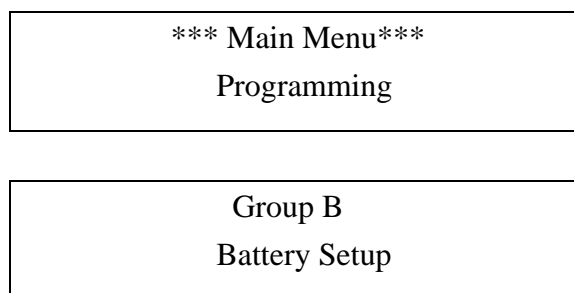 *** Main Menu***
Programming
Group B
Battery Setup